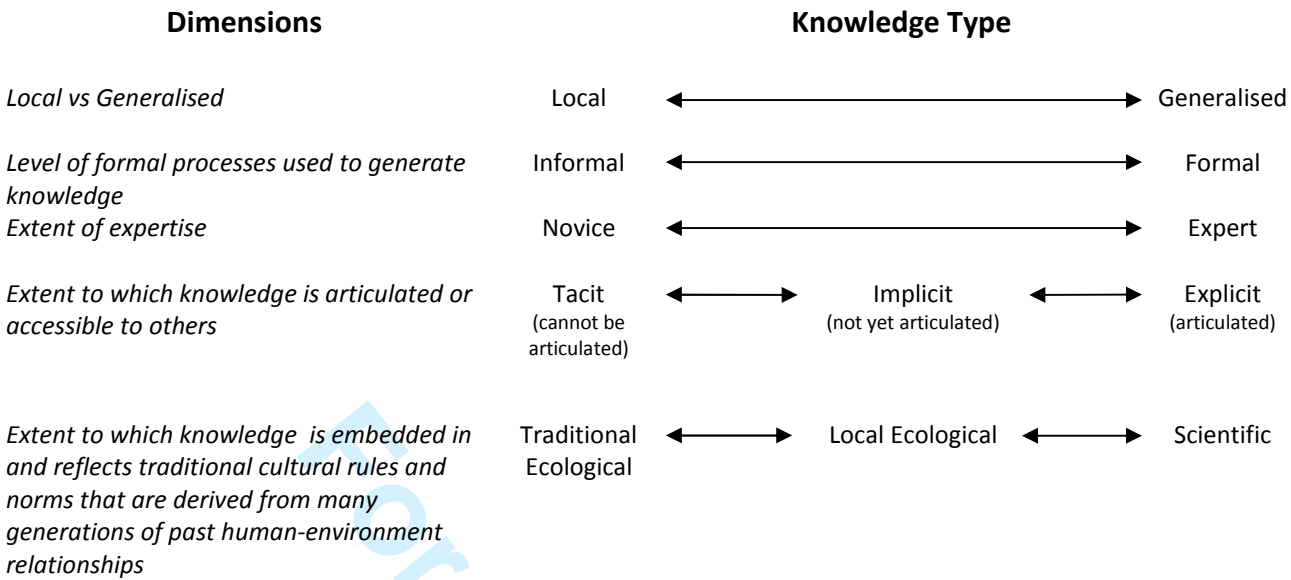 Dimensions Knowledge Type
Local vs Generalised Local Generalised
Level of formal processes used to generate Informal Formal
knowledge
Extent of expertise Novice Expert
Extent to which knowledge is articulated or Tacit Implicit Explicit
accessible to others (cannot be (not yet articulated) (articulated)
articulated)
Extent to which knowledge is embedded in Traditional Local Ecological Scientific
and reflects traditional cultural rules and Ecological
norms that are derived from many
generations of past human-environment
relationships
For